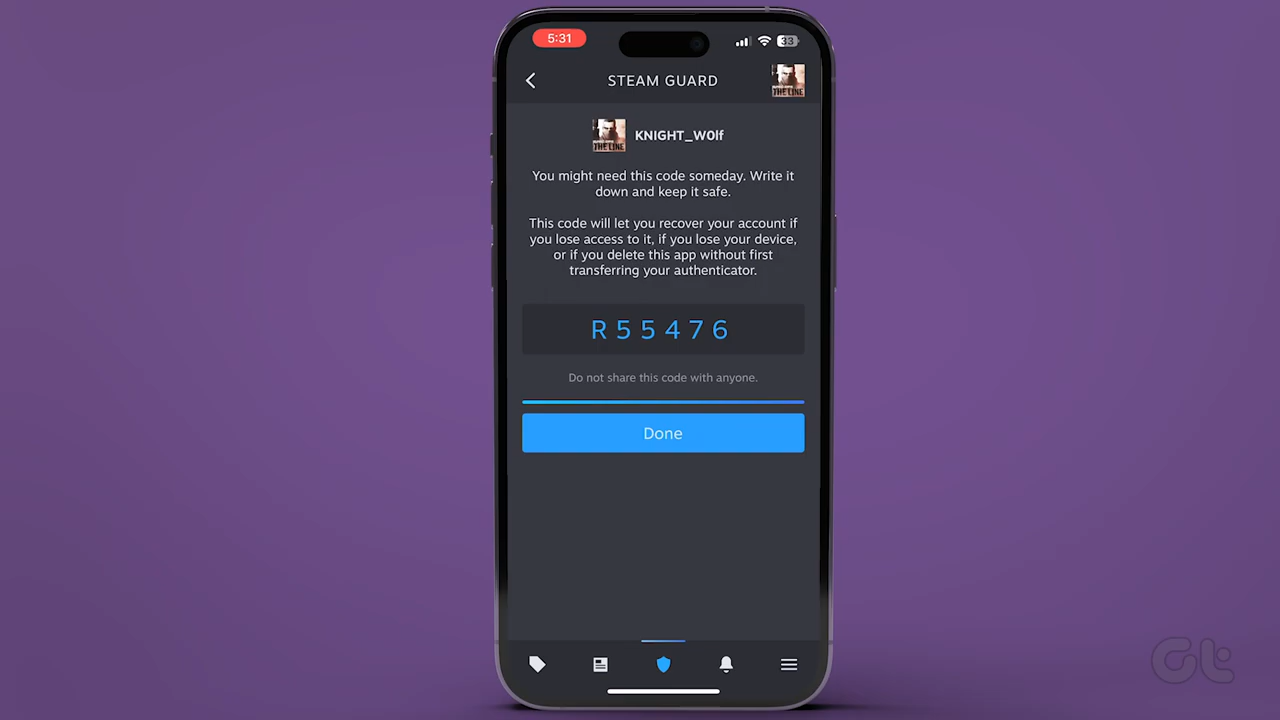 5:31
33
STEAM GUARD
THE LINE
THE LINE
KNIGHT_W0lf
You might need this code someday. Write it
down and keep it safe.
This code will let you recover your account if
you lose access to it, if you lose your device,
or if you delete this app without first
transferring your authenticator.
R55476
Do not share this code with anyone.
Done
Gt